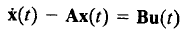 ẋ(t) − Ax(t) = Bu(t)